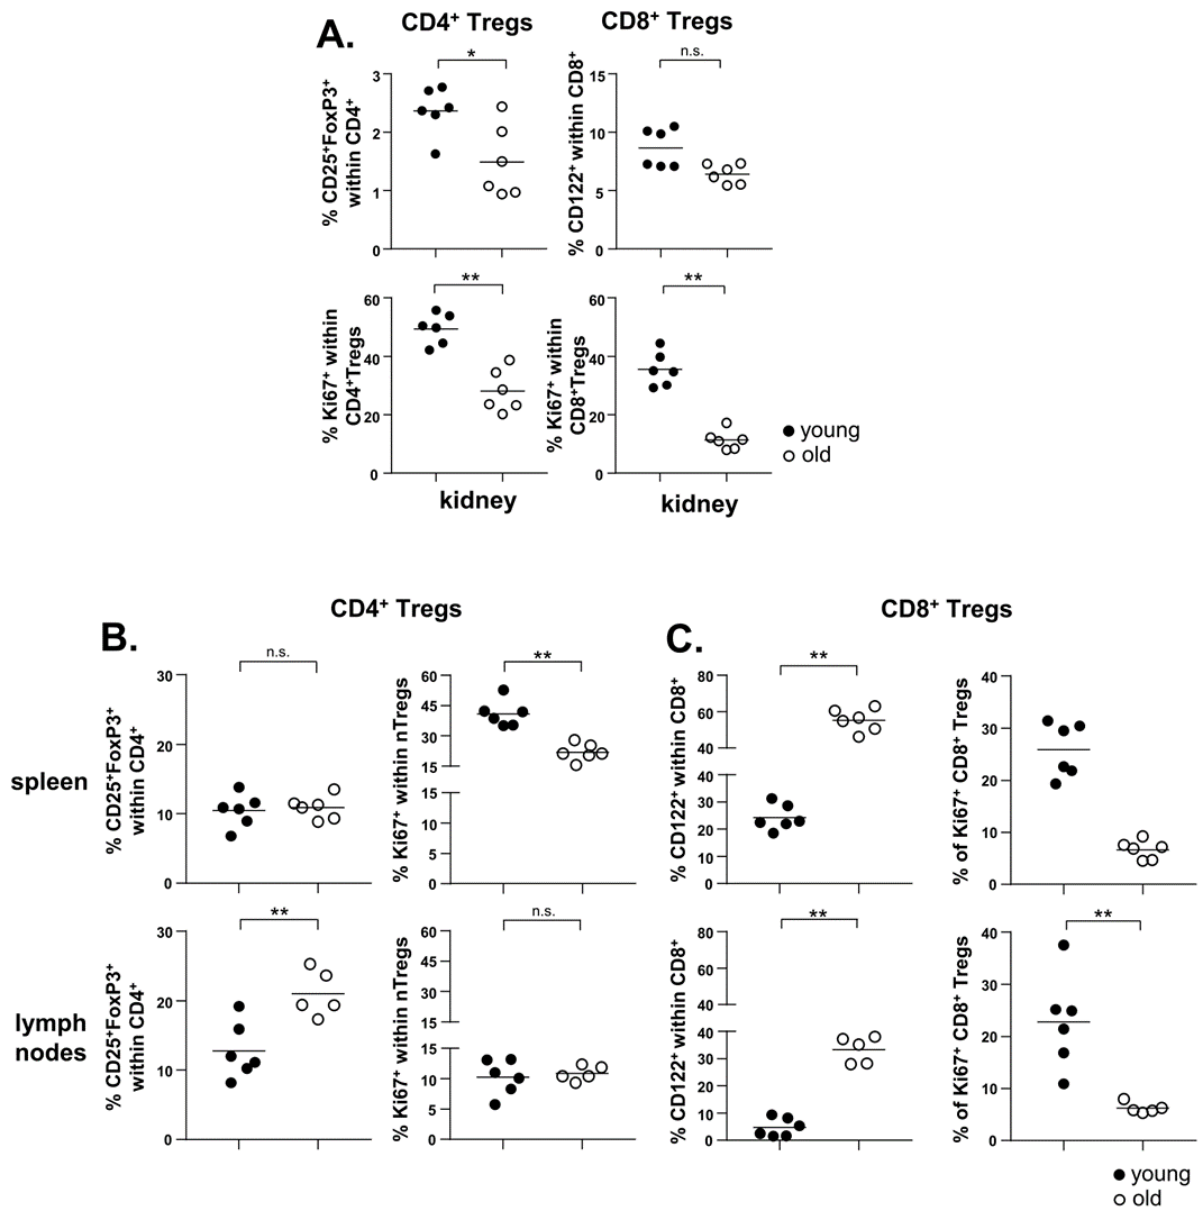 A.
CD4⁺ Tregs
CD8⁺ Tregs
*
% CD25⁺FoxP3⁺
within CD4⁺
3
2
1
0
n.s.
% CD122⁺ within CD8⁺
15
10
5
0
**
% Ki67⁺ within
CD4⁺Tregs
60
40
20
0
kidney
**
% Ki67⁺ within
CD8⁺Tregs
60
40
20
0
kidney
● young
○ old
CD4⁺ Tregs
CD8⁺ Tregs
B.
C.
spleen
n.s.
% CD25⁺FoxP3⁺
within CD4⁺
30
20
10
0
**
% Ki67⁺ within nTregs
60
45
30
15
15
10
5
0
**
% CD122⁺ within CD8⁺
80
60
40
40
30
20
10
0
% of Ki67⁺ CD8⁺ Tregs
40
30
20
10
0
lymph
nodes
**
% CD25⁺FoxP3⁺
within CD4⁺
30
20
10
0
n.s.
% Ki67⁺ within nTregs
60
45
30
15
15
10
5
0
**
% CD122⁺ within CD8⁺
80
60
40
40
30
20
10
0
**
% of Ki67⁺ CD8⁺ Tregs
40
30
20
10
0
● young
○ old